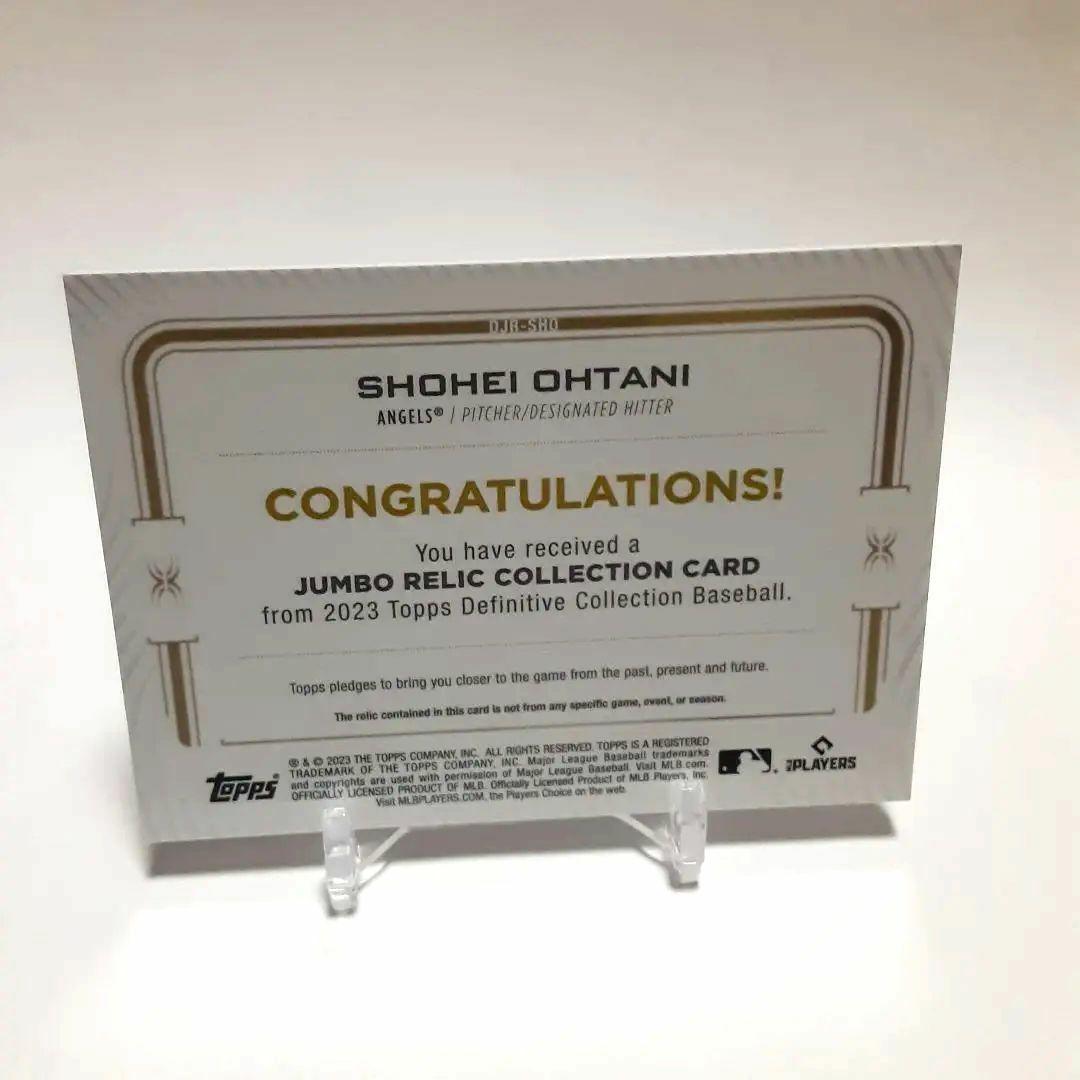 DJR-SHO
SHOHEI OHTANI
ANGELS® | PITCHER/DESIGNATED HITTER
CONGRATULATIONS!
You have received a
JUMBO RELIC COLLECTION CARD
from 2023 Topps Definitive Collection Baseball.
Topps pledges to bring you closer to the game from the past, present and future.
The relic contained in this card is not from any specific game, event, or season.
topps
® & © 2023 THE TOPPS COMPANY, INC. ALL RIGHTS RESERVED. TOPPS IS A REGISTERED
TRADEMARK OF THE TOPPS COMPANY, INC. Major League Baseball trademarks
and copyrights are used with permission of Major League Baseball. Visit MLB.com.
OFFICIALLY LICENSED PRODUCT OF MLB. Officially Licensed Product of MLB Players, Inc.
Visit MLBPLAYERS.COM, the Players Choice on the web.
MLB PLAYERS